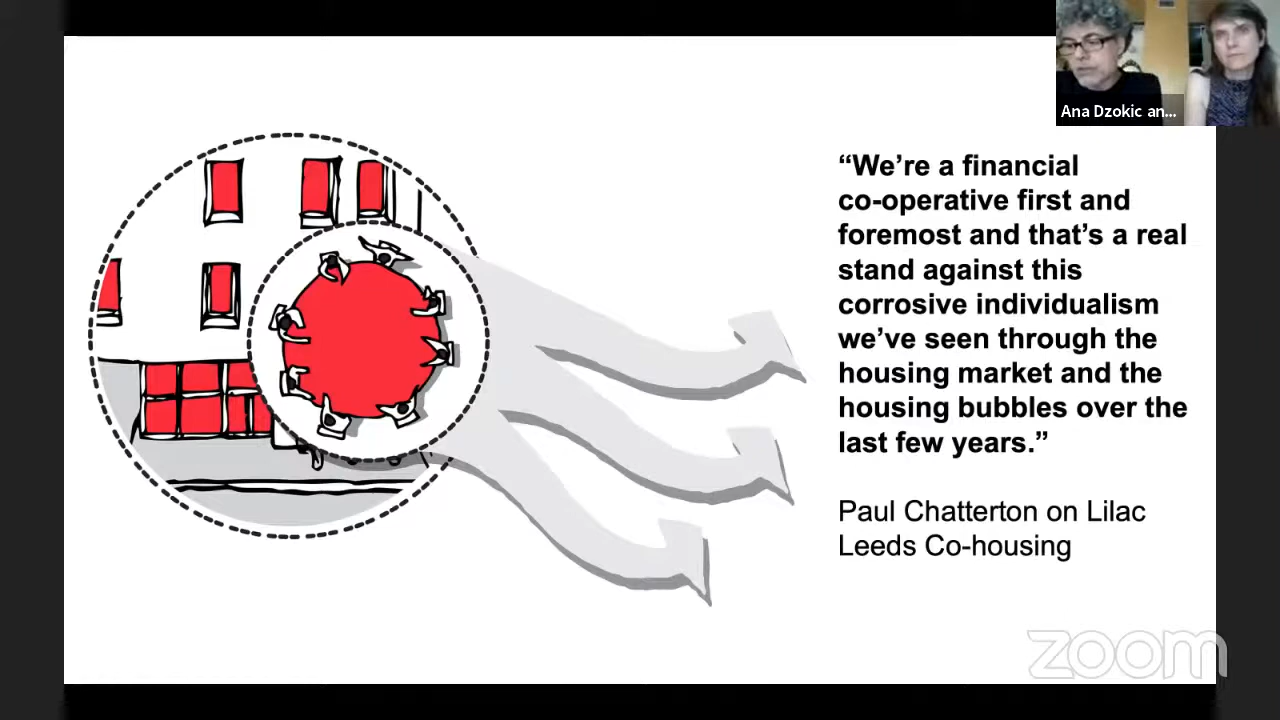 Ana Dzokic an...
“We’re a financial
co-operative first and
foremost and that’s a real
stand against this
corrosive individualism
we’ve seen through the
housing market and the
housing bubbles over the
last few years.”
Paul Chatterton on Lilac
Leeds Co-housing
zoom